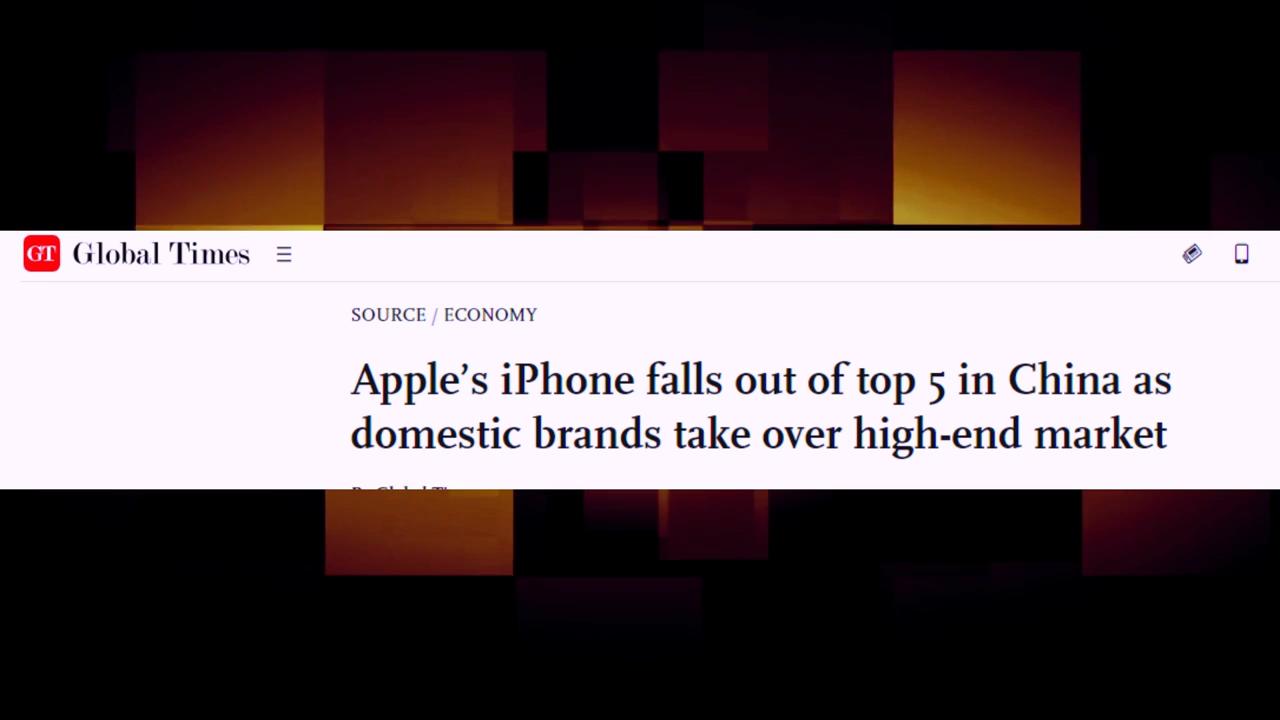 GT Global Times
SOURCE / ECONOMY
Apple’s iPhone falls out of top 5 in China as
domestic brands take over high-end market